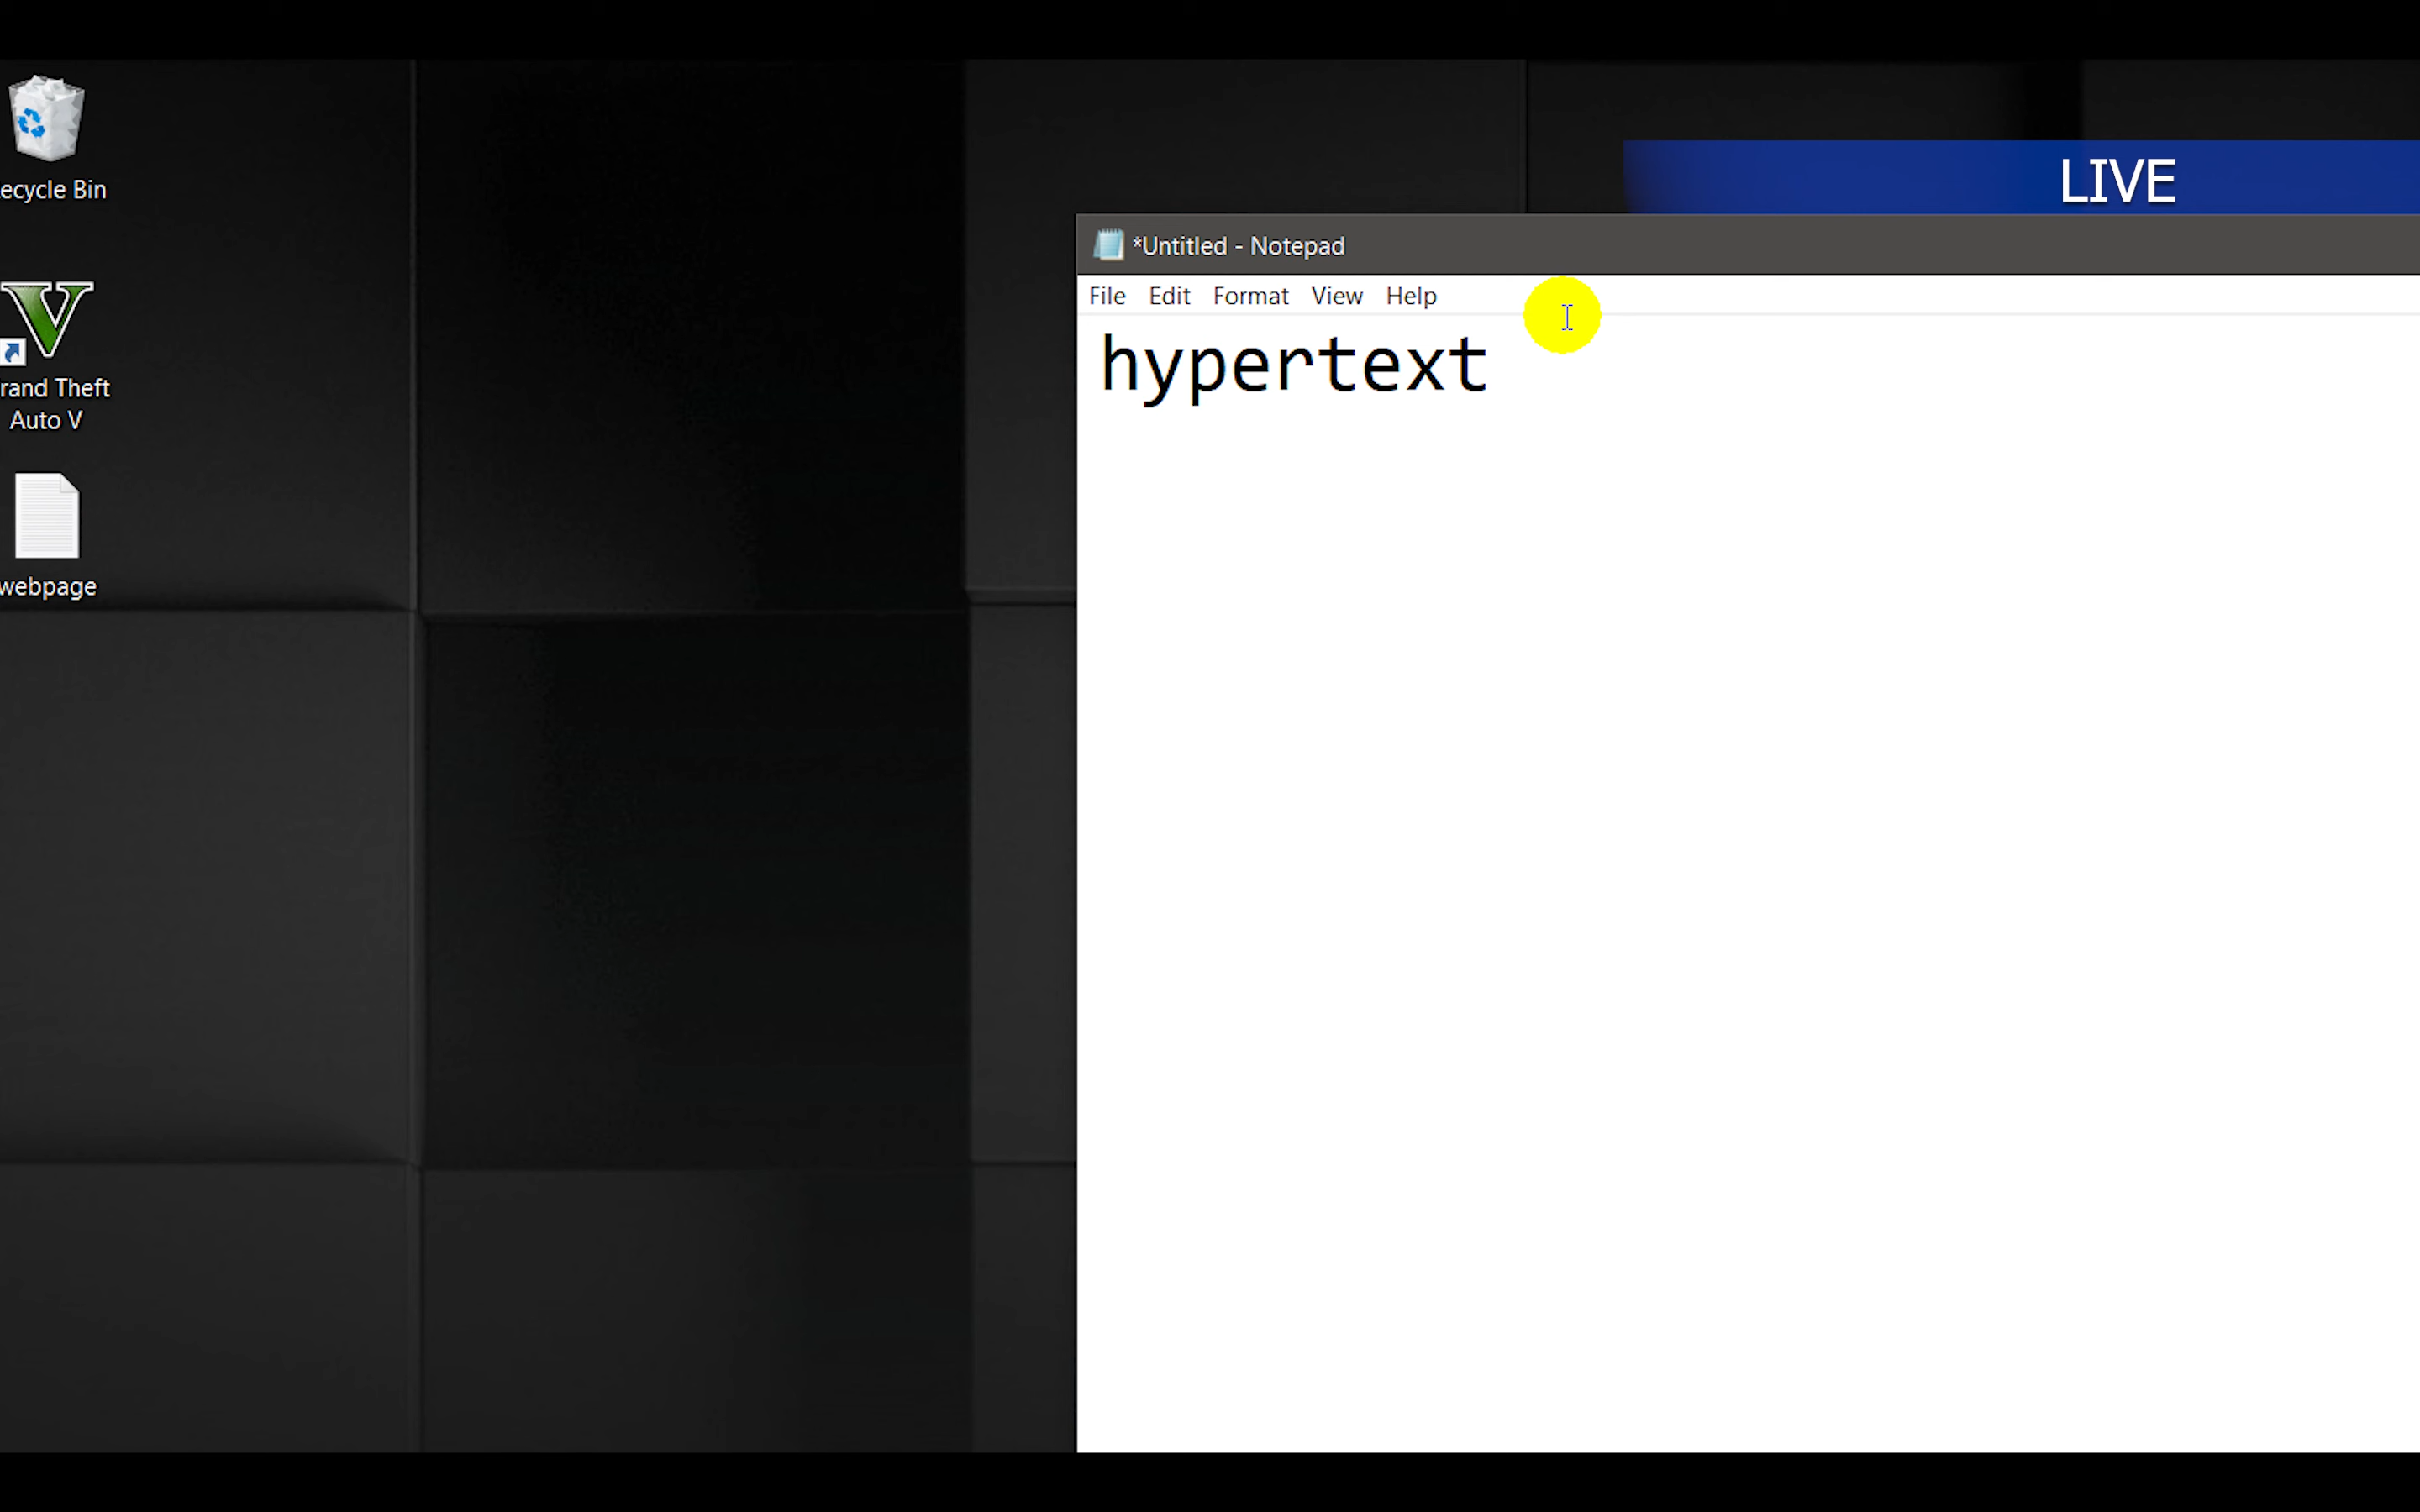 ecycle Bin
rand Theft
Auto V
webpage
LIVE
*Untitled - Notepad
File Edit Format View Help
hypertext